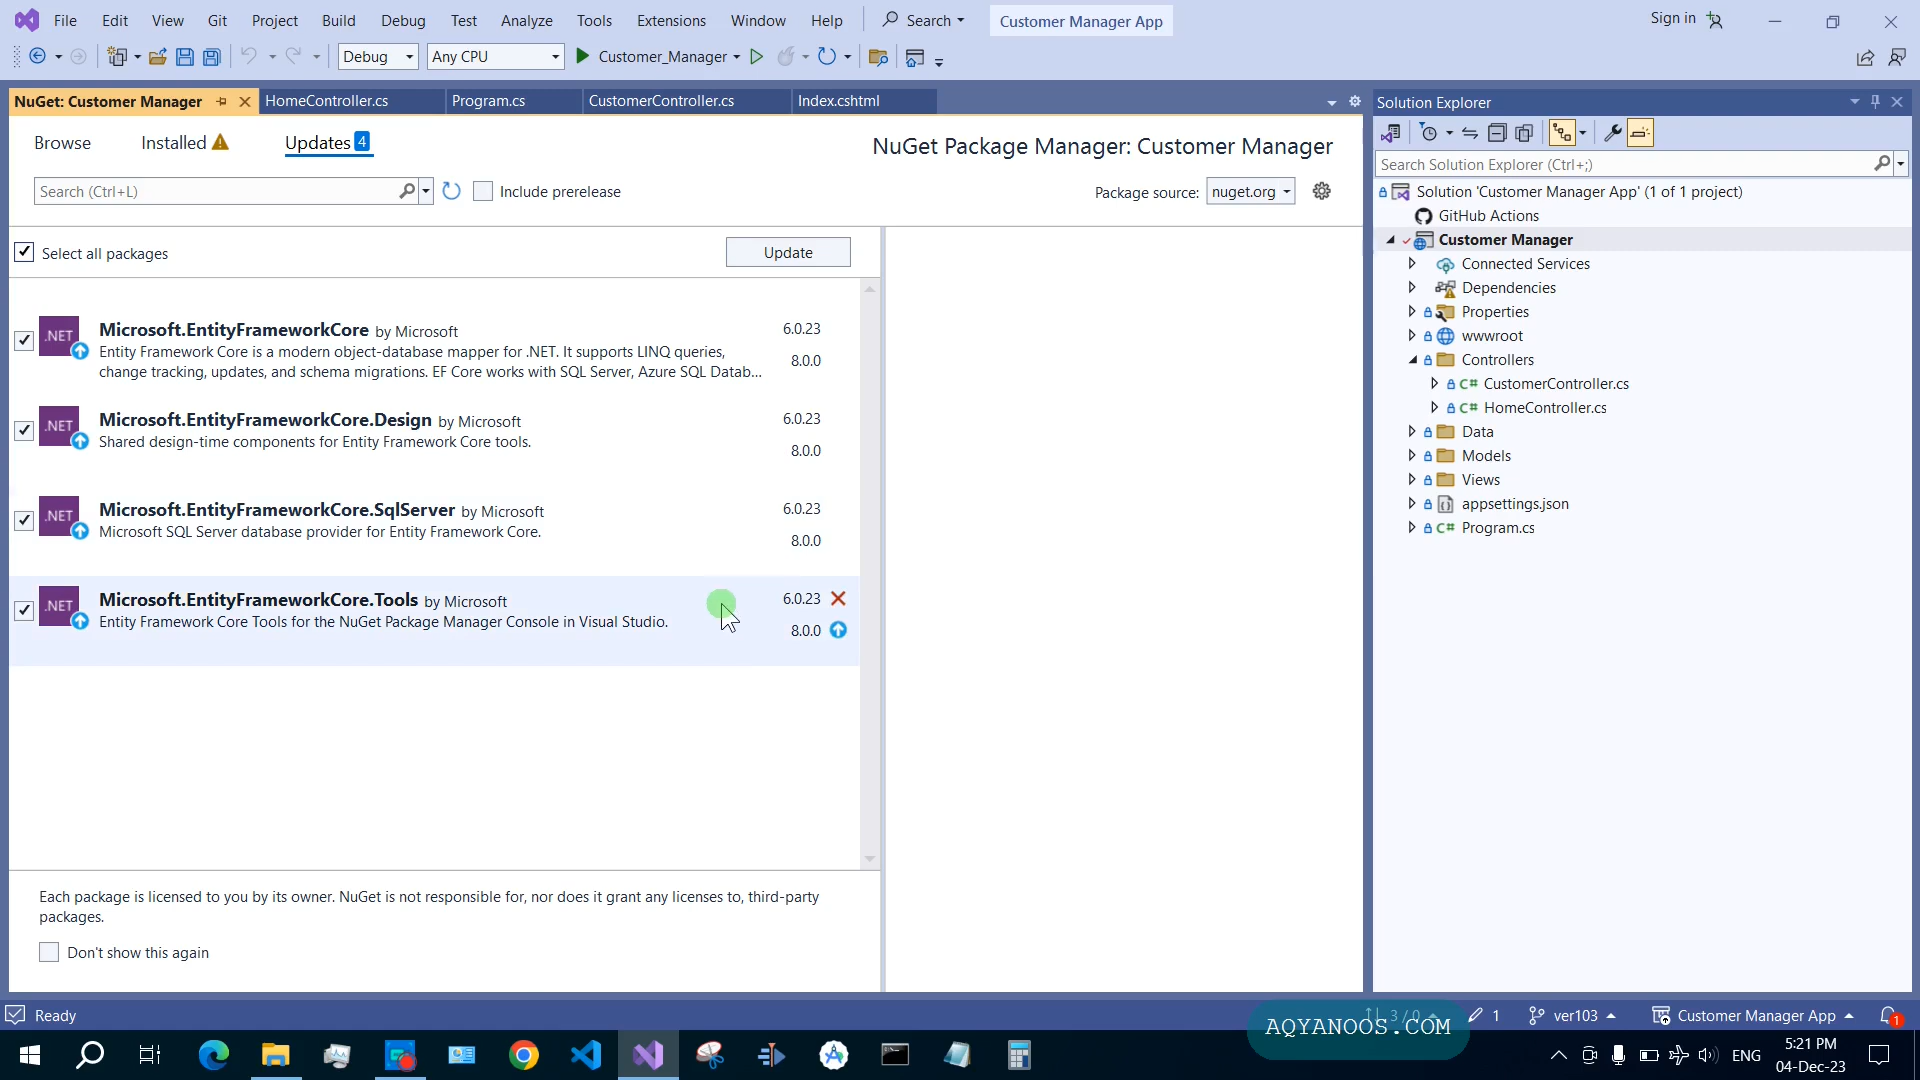 File Edit View Git Project Build Debug Test Analyze Tools Extensions Window Help Search Customer Manager App Sign in
Debug Any CPU Customer_Manager
NuGet: Customer Manager HomeController.cs Program.cs CustomerController.cs Index.cshtml
Browse Installed Updates 4
NuGet Package Manager: Customer Manager
Search (Ctrl+L) Include prerelease Package source: nuget.org
Select all packages Update
Microsoft.EntityFrameworkCore by Microsoft 6.0.23
Entity Framework Core is a modern object-database mapper for .NET. It supports LINQ queries, 8.0.0
change tracking, updates, and schema migrations. EF Core works with SQL Server, Azure SQL Datab...
.NET
Microsoft.EntityFrameworkCore.Design by Microsoft 6.0.23
Shared design-time components for Entity Framework Core tools. 8.0.0
.NET
Microsoft.EntityFrameworkCore.SqlServer by Microsoft 6.0.23
Microsoft SQL Server database provider for Entity Framework Core. 8.0.0
.NET
Microsoft.EntityFrameworkCore.Tools by Microsoft 6.0.23
Entity Framework Core Tools for the NuGet Package Manager Console in Visual Studio. 8.0.0
.NET
Each package is licensed to you by its owner. NuGet is not responsible for, nor does it grant any licenses to, third-party
packages.
Don't show this again
Solution Explorer
Search Solution Explorer (Ctrl+;)
Solution 'Customer Manager App' (1 of 1 project)
GitHub Actions
Customer Manager
Connected Services
Dependencies
Properties
wwwroot
Controllers
C# CustomerController.cs
C# HomeController.cs
Data
Models
Views
appsettings.json
C# Program.cs
Ready 3 / 0 1 ver103 Customer Manager App 1
AQYANOOS.COM
ENG
5:21 PM
04-Dec-23